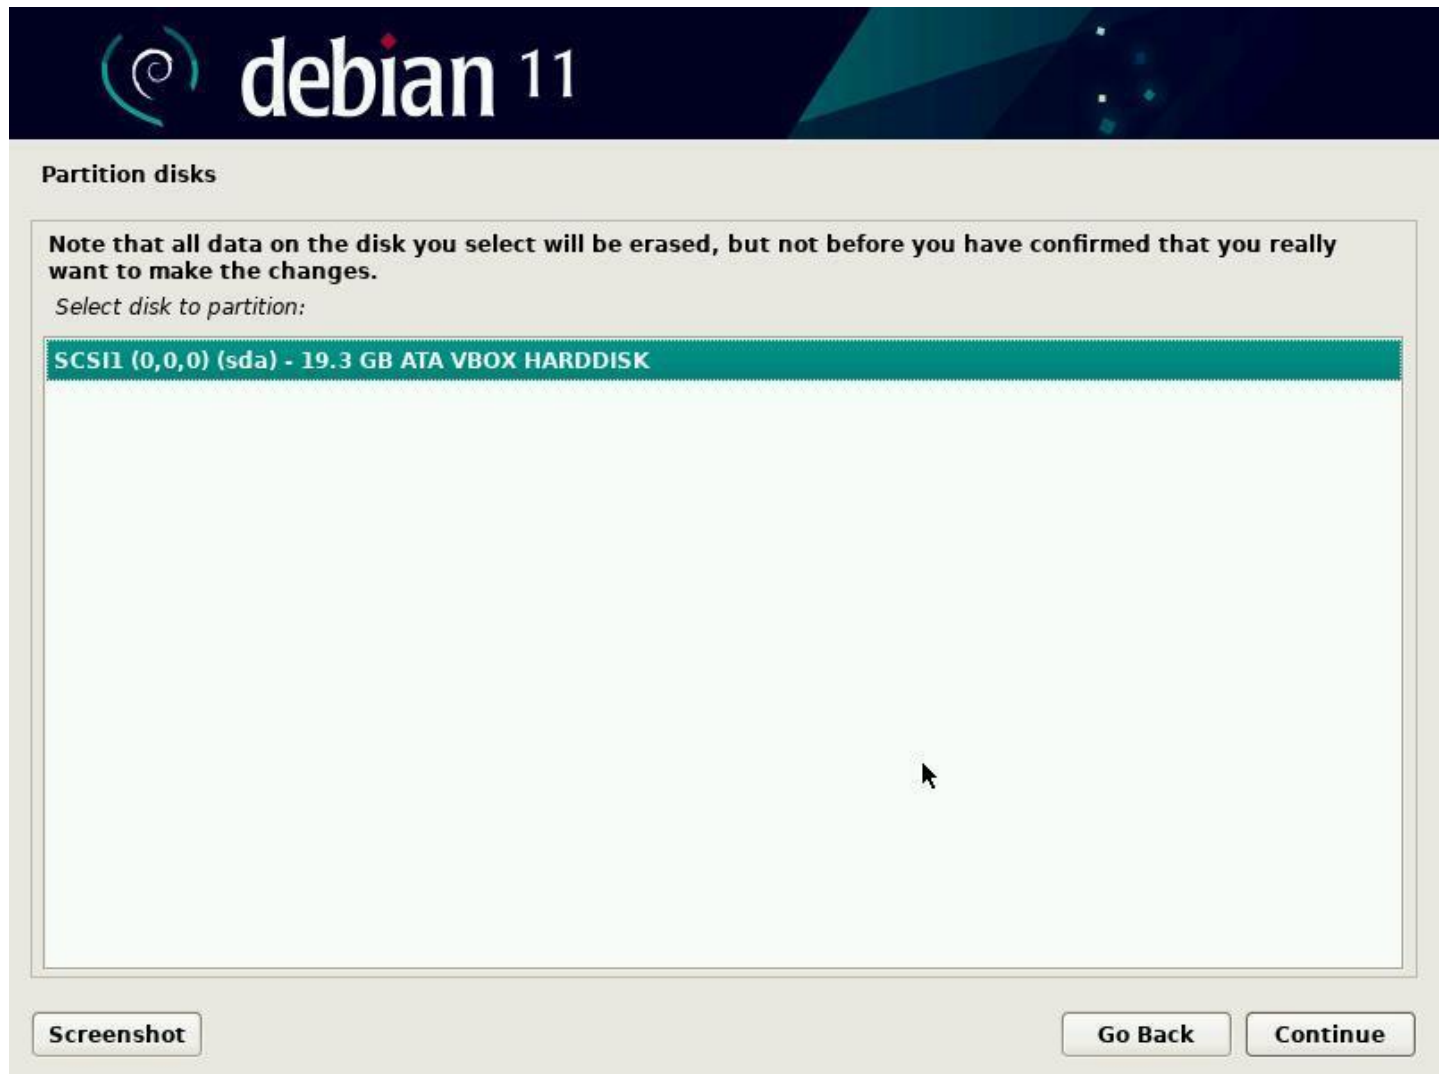 debian 11
Partition disks
Note that all data on the disk you select will be erased, but not before you have confirmed that you really
want to make the changes.
Select disk to partition:
SCSI1 (0,0,0) (sda) - 19.3 GB ATA VBOX HARDDISK
Screenshot
Go Back
Continue